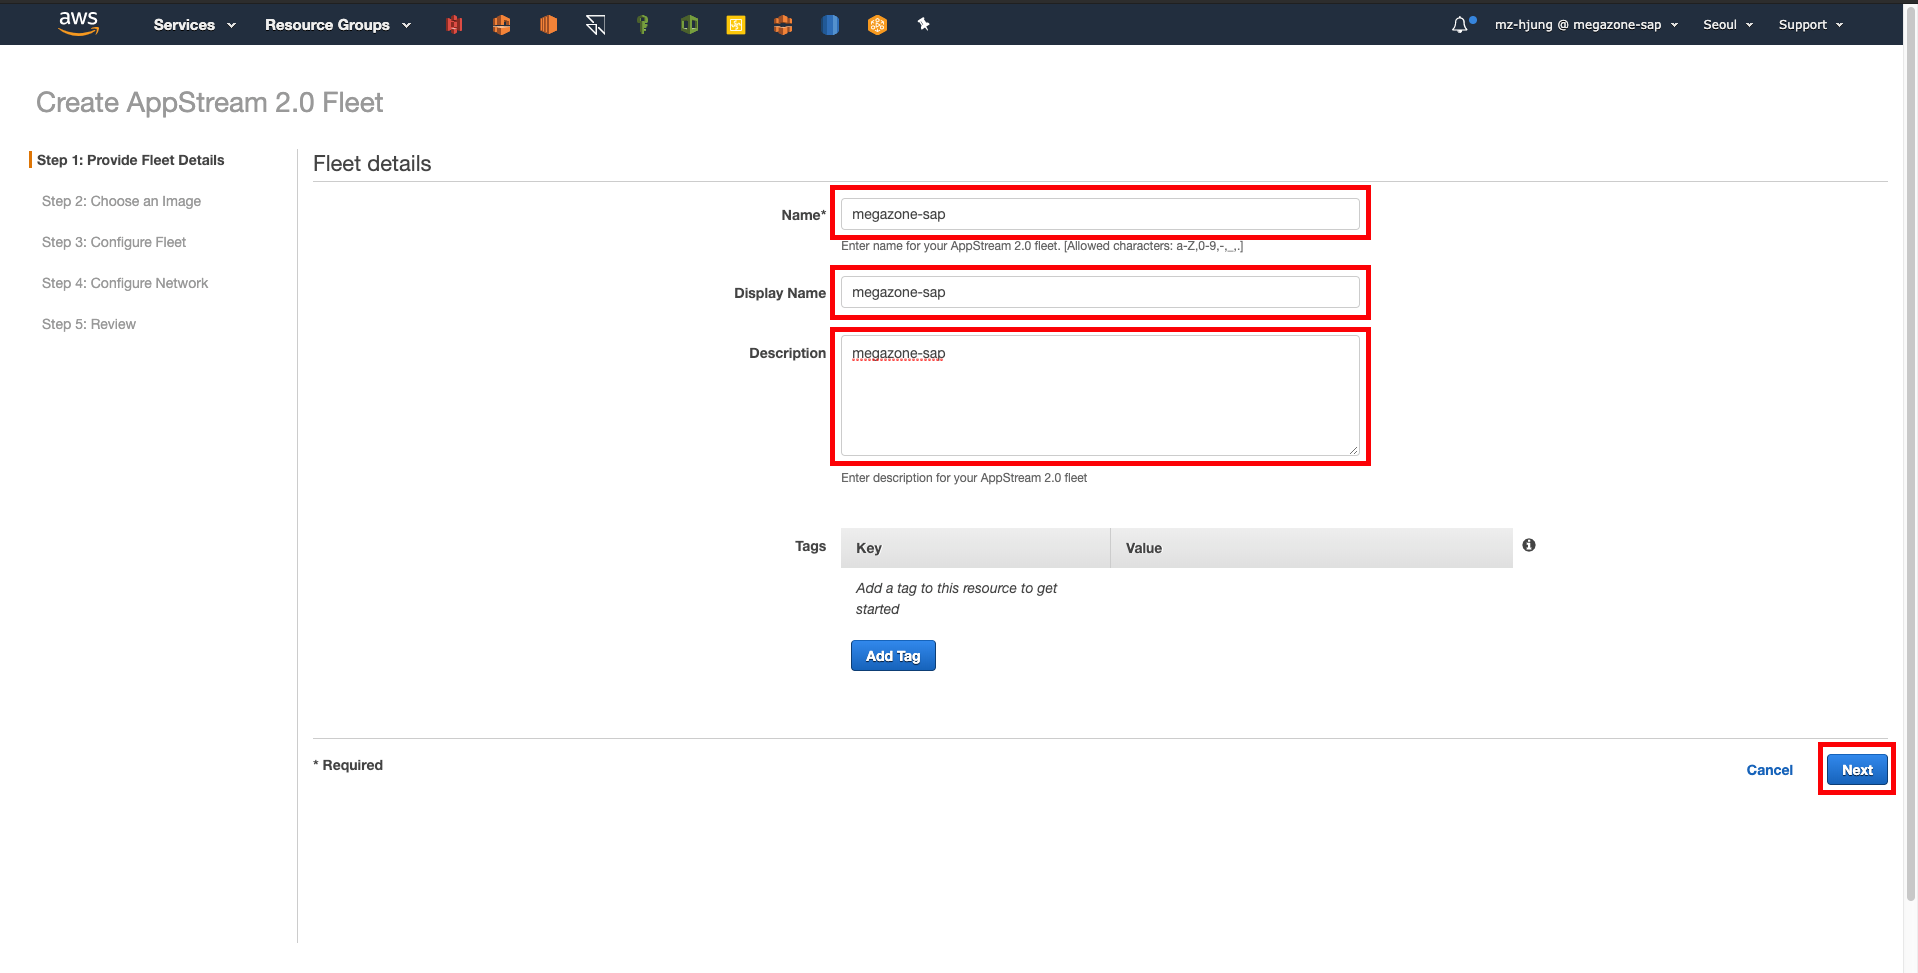 aws Services Resource Groups mz-hjung @ megazone-sap Seoul Support
Create AppStream 2.0 Fleet
Step 1: Provide Fleet Details
Step 2: Choose an Image
Step 3: Configure Fleet
Step 4: Configure Network
Step 5: Review
Fleet details
Name* megazone-sap
Enter name for your AppStream 2.0 fleet. [Allowed characters: a-Z,0-9,-,_,.]
Display Name megazone-sap
Description megazone-sap
Enter description for your AppStream 2.0 fleet
Tags Key Value
Add a tag to this resource to get
started
Add Tag
* Required
Cancel Next